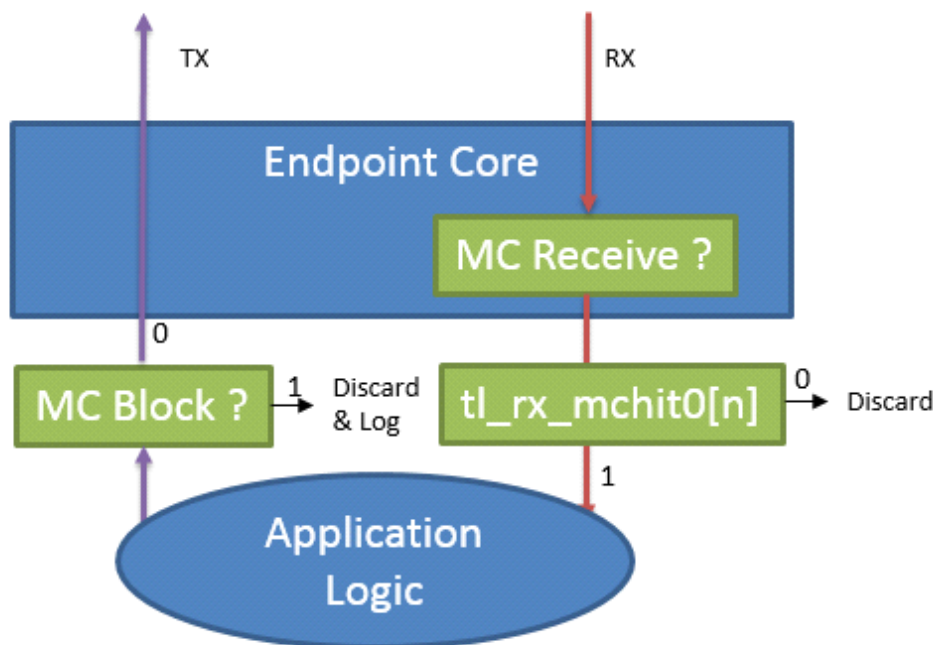 TX
RX
Endpoint Core
MC Receive ?
0
MC Block ?
1
Discard
& Log
tl_rx_mchit0[n]
0
Discard
1
Application
Logic